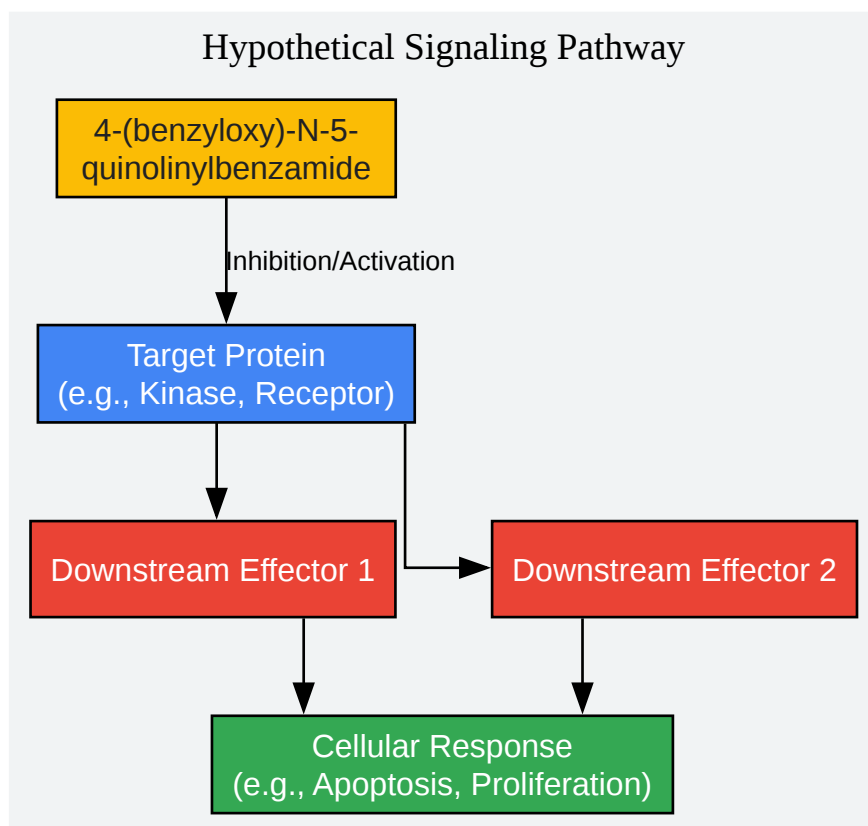 Hypothetical Signaling Pathway
4-(benzyloxy)-N-5-
quinolinylbenzamide
Inhibition/Activation
Target Protein
(e.g., Kinase, Receptor)
Downstream Effector 1
Downstream Effector 2
Cellular Response
(e.g., Apoptosis, Proliferation)